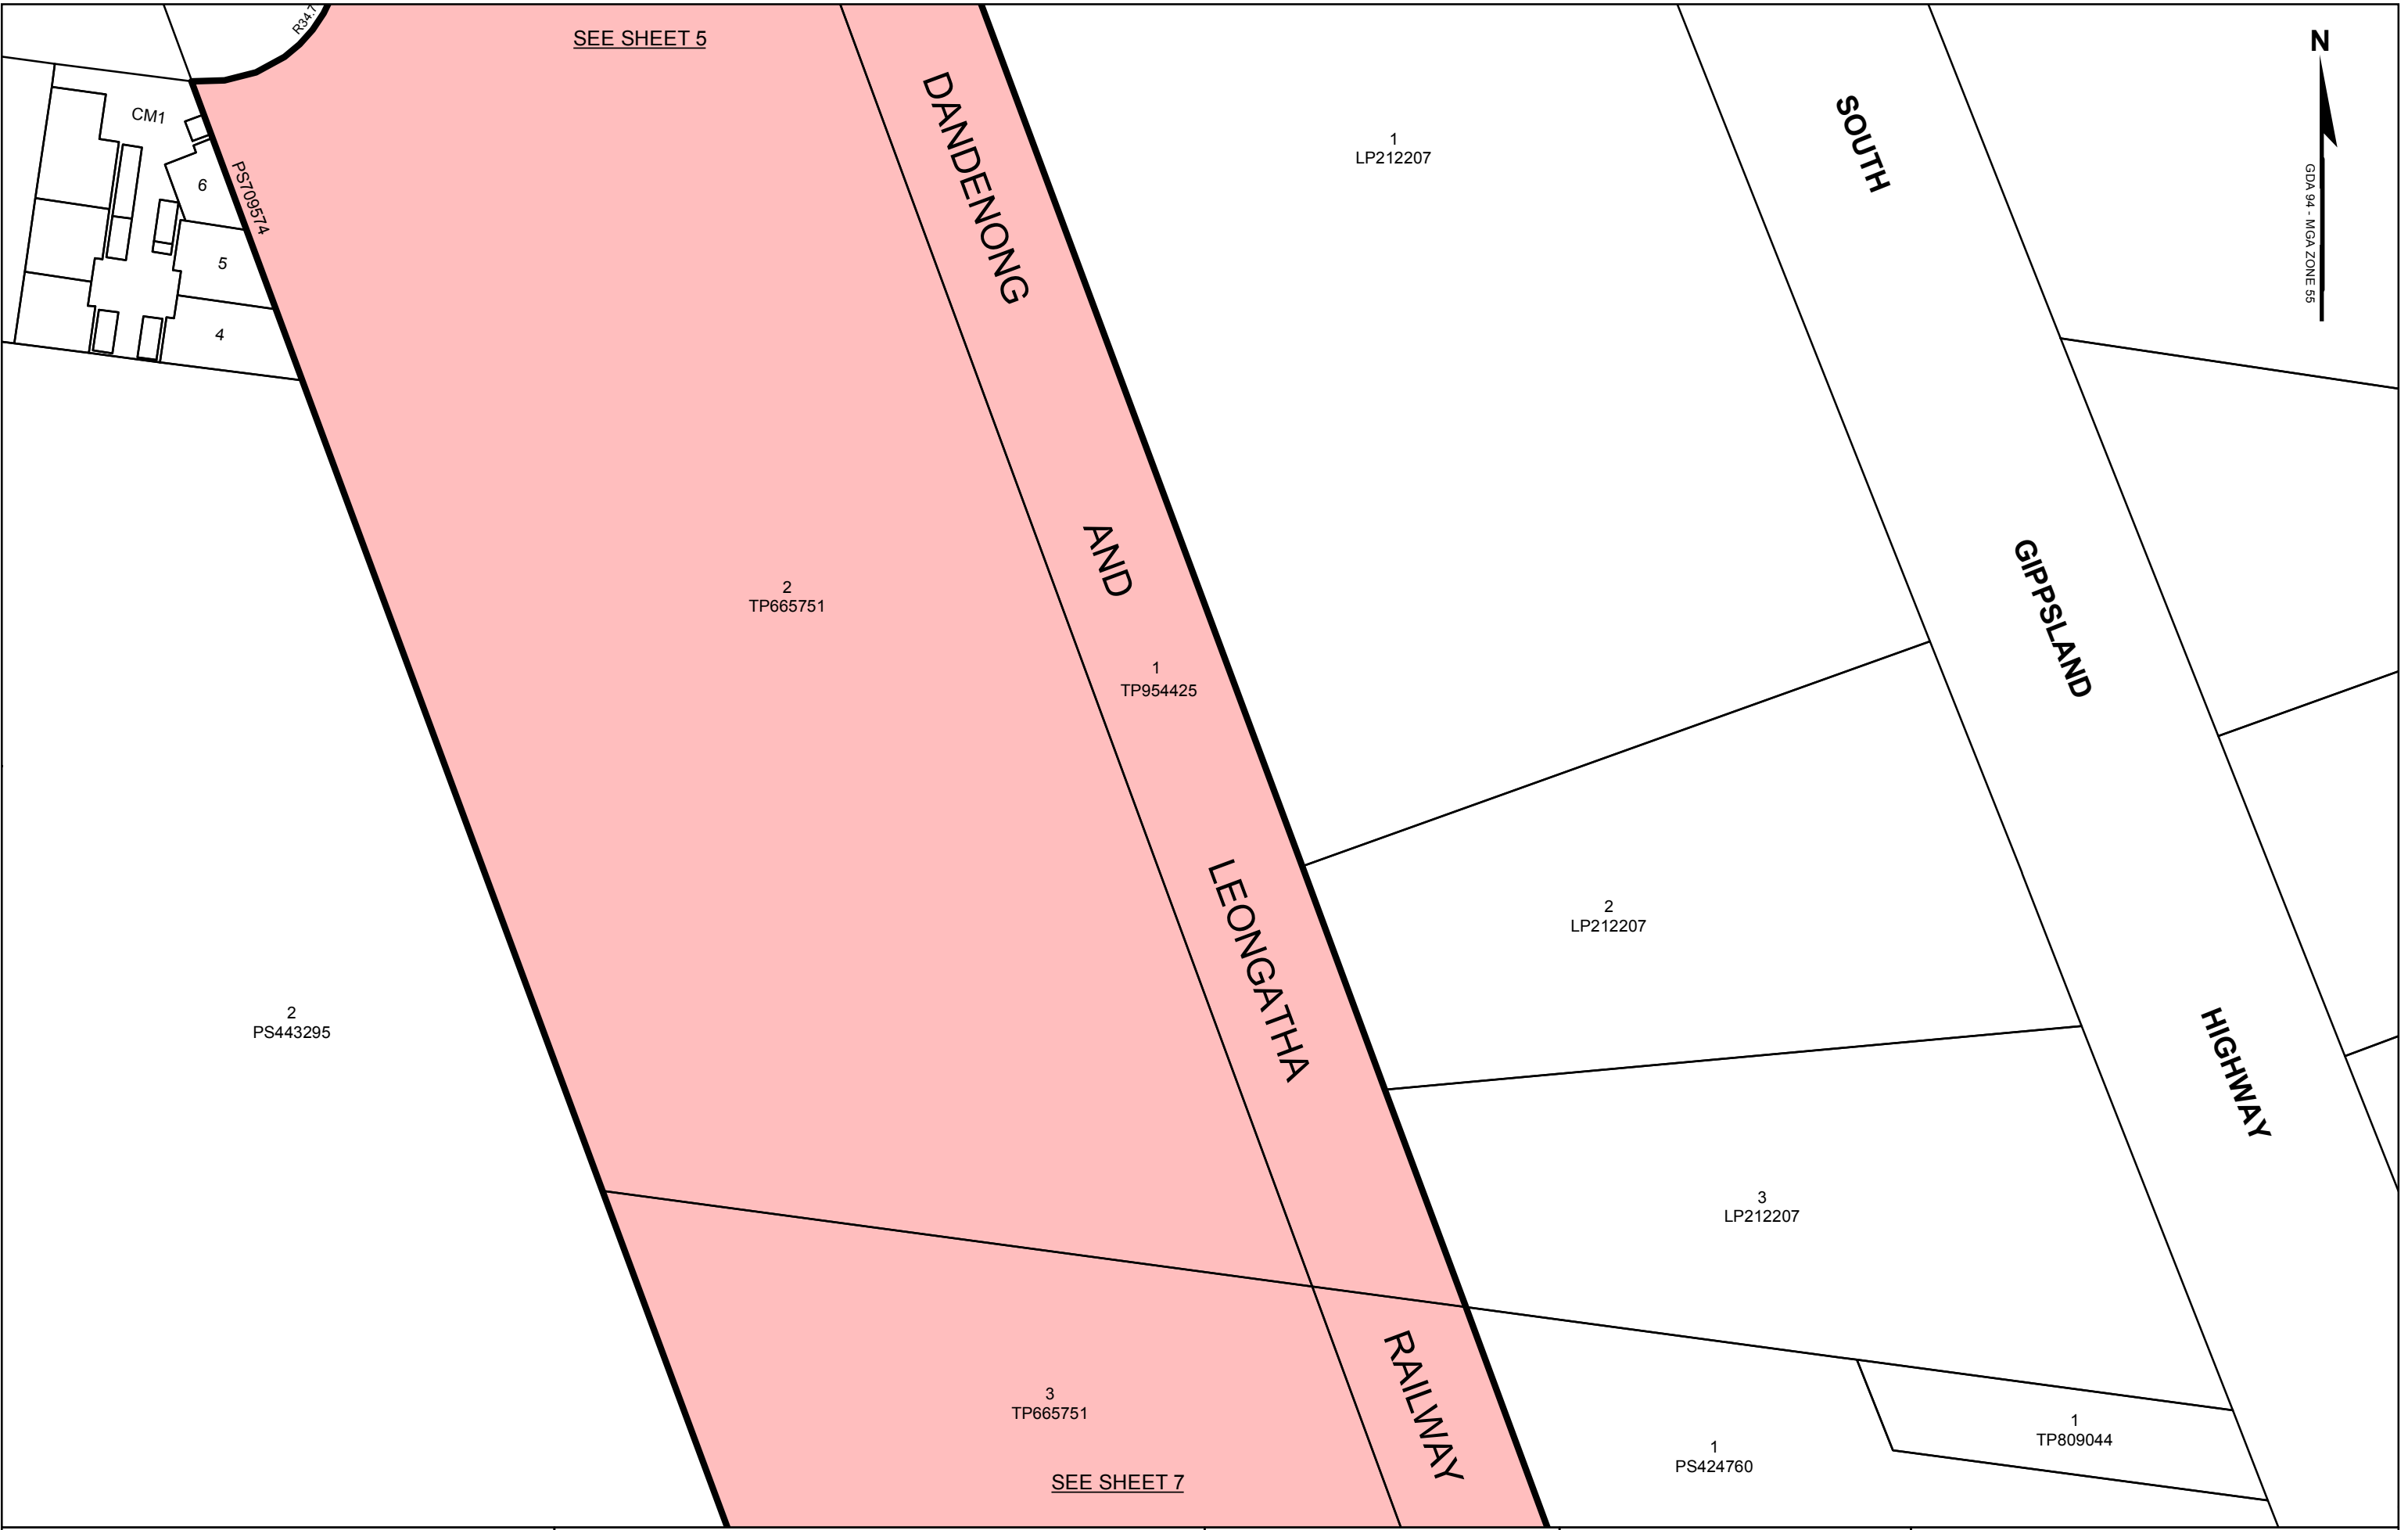 R34.7
SEE SHEET 5
N
GDA 94 - MGA ZONE 55
CM1
6
PS709574
5
4
DANDENONG
AND
LEONGATHA
RAILWAY
SOUTH
GIPPSLAND
HIGHWAY
1
LP212207
2
TP665751
1
TP954425
2
LP212207
2
PS443295
3
LP212207
3
TP665751
1
PS424760
1
TP809044
SEE SHEET 7